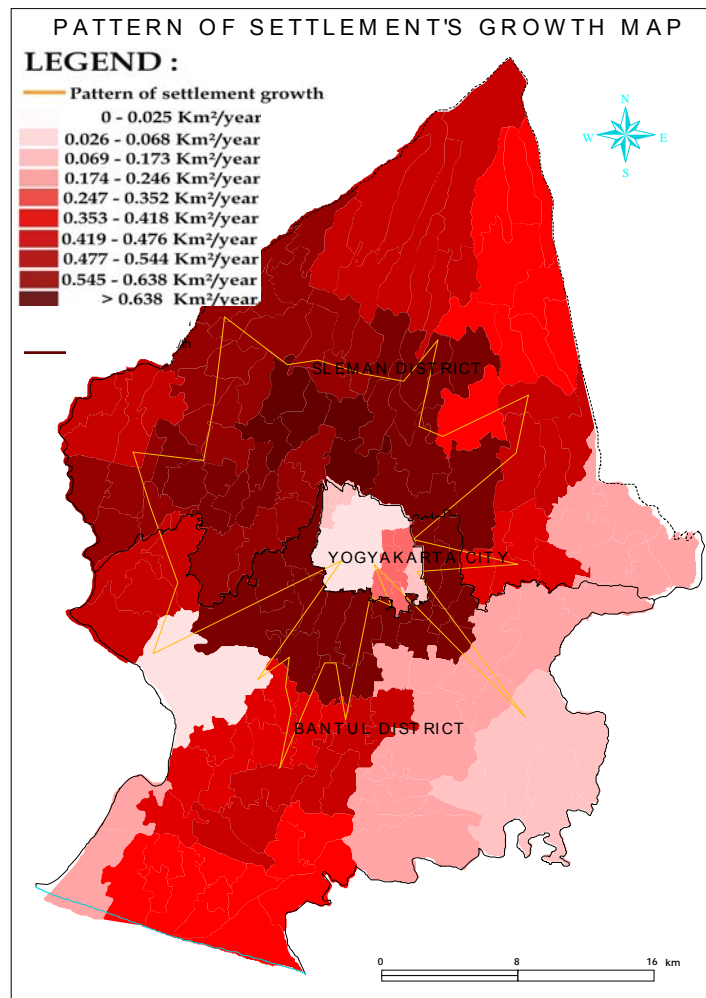 PATTERN OF SETTLEMENT'S GROWTH MAP
LEGEND :
Pattern of settlement growth
0 - 0.025 Km²/year
0.026 - 0.068 Km²/year
0.069 - 0.173 Km²/year
0.174 - 0.246 Km²/year
0.247 - 0.352 Km²/year
0.353 - 0.418 Km²/year
0.419 - 0.476 Km²/year
0.477 - 0.544 Km²/year
0.545 - 0.638 Km²/year
> 0.638 Km²/year
N
W E
S
SLEMAN DISTRICT
YOGYAKARTA CITY
BANTUL DISTRICT
0 8 16 km